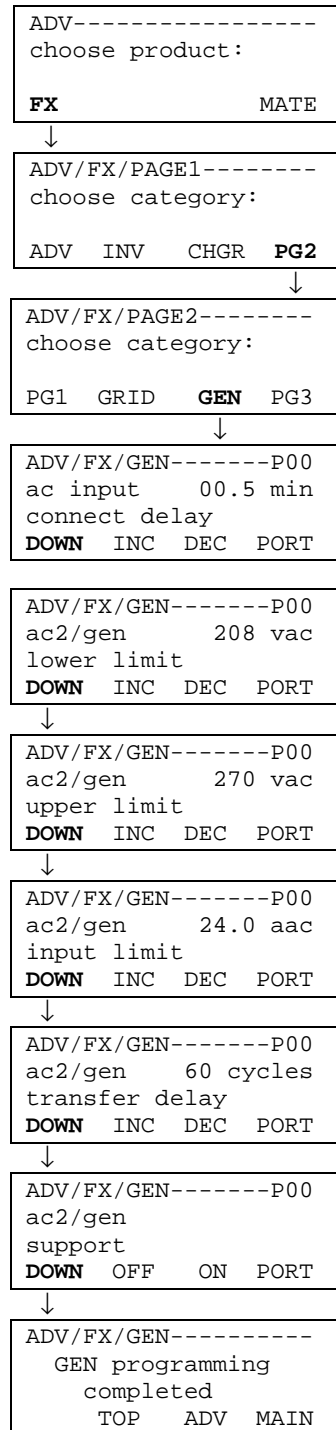 ADV-----------------
choose product:
FX MATE
↓
ADV/FX/PAGE1--------
choose category:
ADV INV CHGR PG2
↓
ADV/FX/PAGE2--------
choose category:
PG1 GRID GEN PG3
↓
ADV/FX/GEN-------P00
ac input 00.5 min
connect delay
DOWN INC DEC PORT
ADV/FX/GEN-------P00
ac2/gen 208 vac
lower limit
DOWN INC DEC PORT
↓
ADV/FX/GEN-------P00
ac2/gen 270 vac
upper limit
DOWN INC DEC PORT
↓
ADV/FX/GEN-------P00
ac2/gen 24.0 aac
input limit
DOWN INC DEC PORT
↓
ADV/FX/GEN-------P00
ac2/gen 60 cycles
transfer delay
DOWN INC DEC PORT
↓
ADV/FX/GEN-------P00
ac2/gen
support
DOWN OFF ON PORT
↓
ADV/FX/GEN----------
GEN programming
completed
TOP ADV MAIN